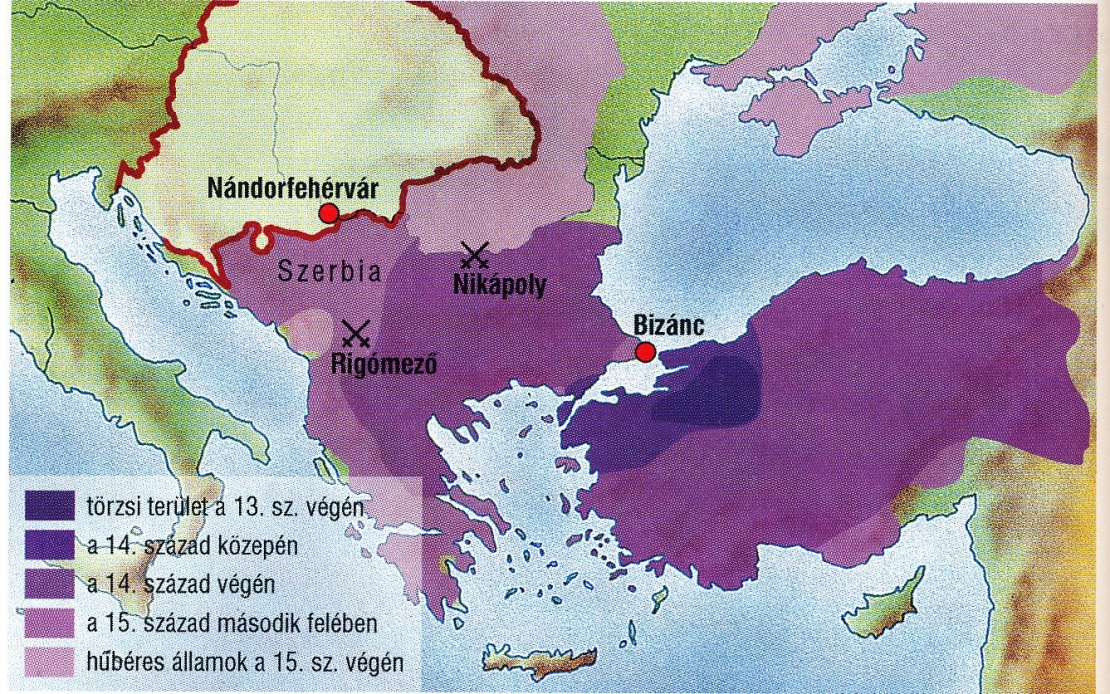 Nándorfehérvár
Szerbia
Nikápoly
Bizánc
Rigómező
törzsi terület a 13. sz. végén
a 14. század közepén
a 14. század végén
a 15. század második felében
hűbéres államok a 15. sz. végén